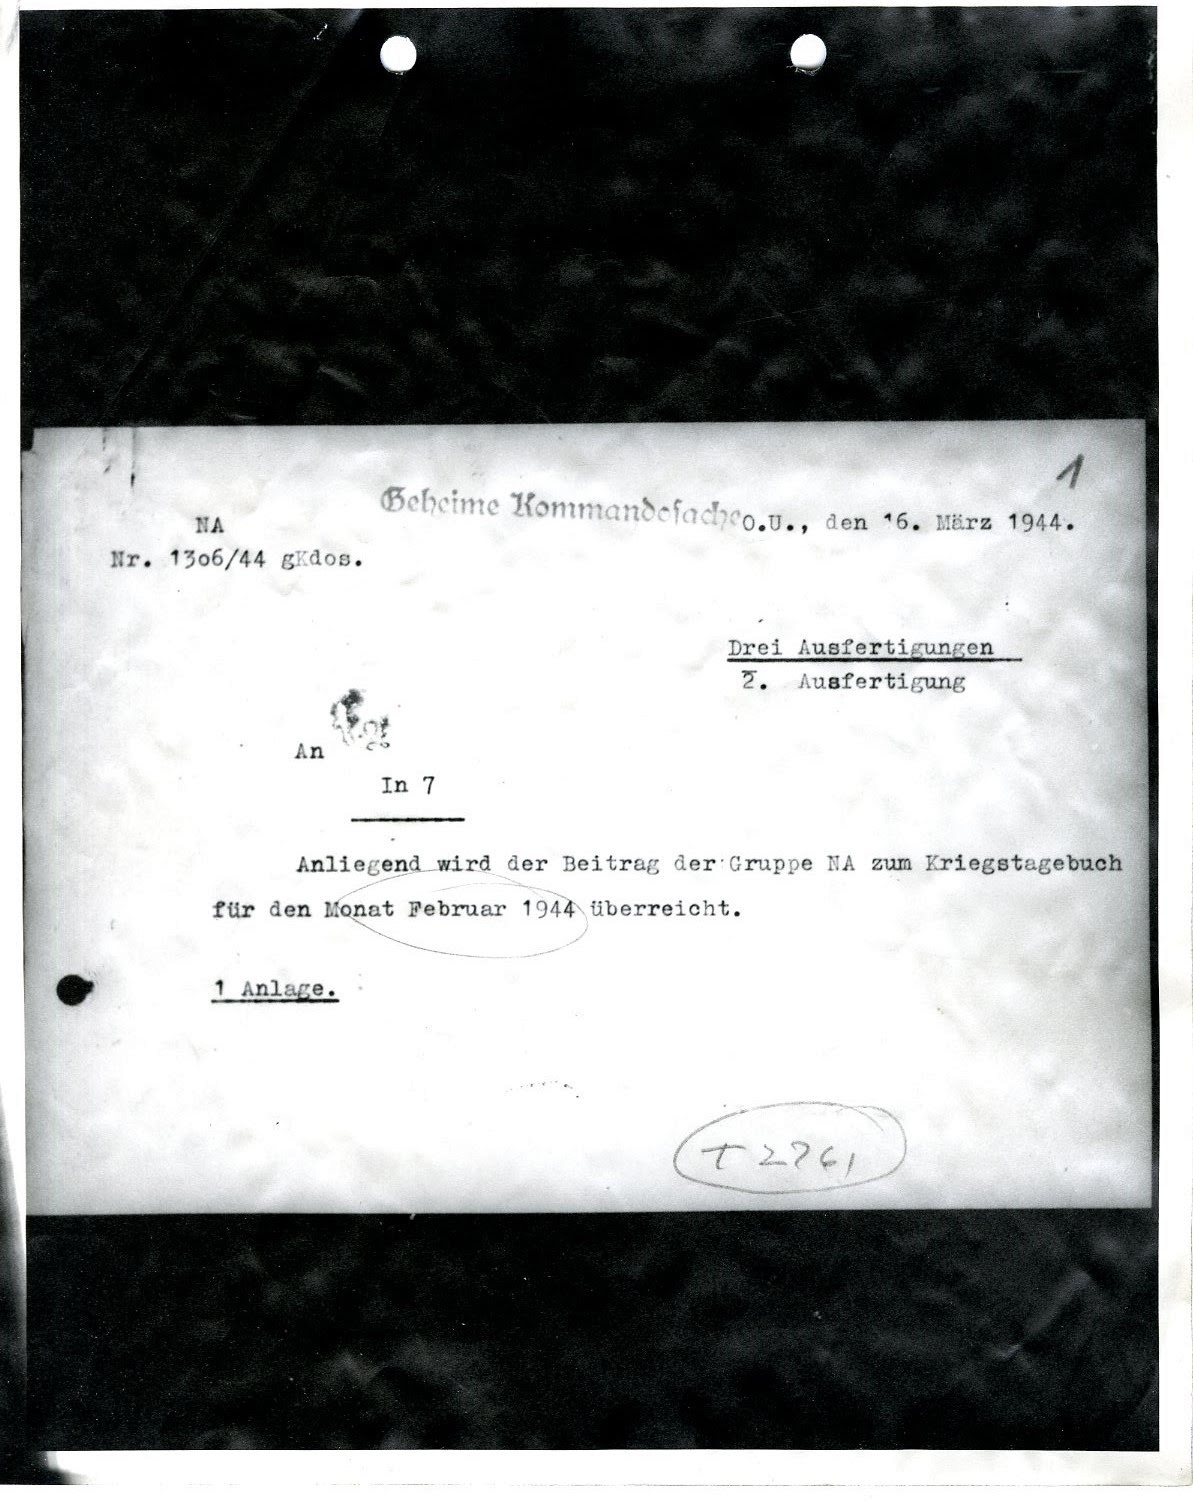 1
Geheime Kommandosache
NA
O.U., den 16. März 1944.
Nr. 13o6/44 gKdos.
Drei Ausfertigungen
2. Ausfertigung
An
In 7
Anliegend wird der Beitrag der Gruppe NA zum Kriegstagebuch
für den Monat Februar 1944 überreicht.
1 Anlage.
T 2761